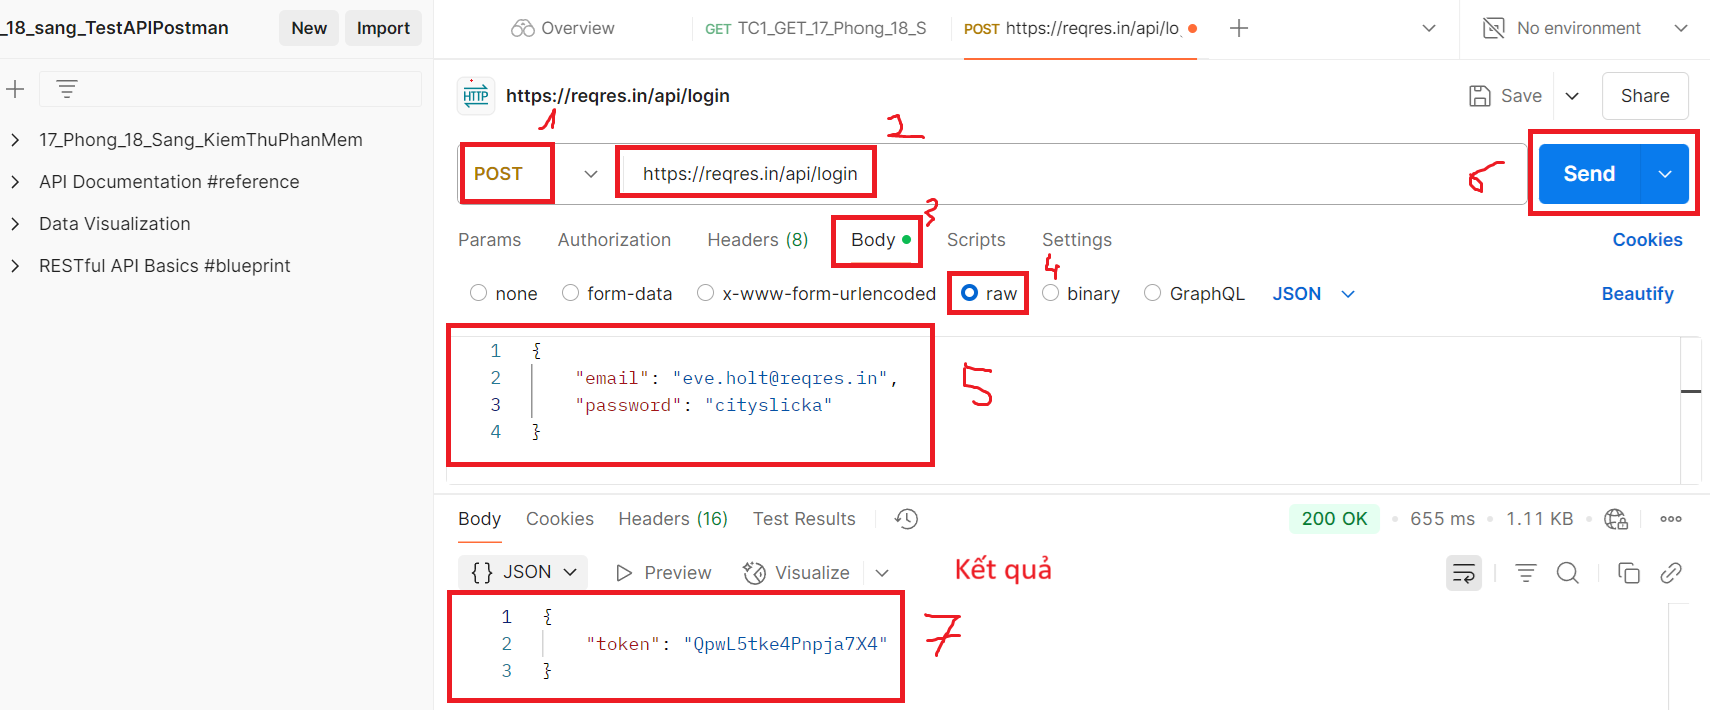 _18_sang_TestAPIPostman New Import
Overview GET TC1_GET_17_Phong_18_S POST https://reqres.in/api/lo No environment
HTTP https://reqres.in/api/login Save Share
1 2
17_Phong_18_Sang_KiemThuPhanMem
API Documentation #reference
Data Visualization
RESTful API Basics #blueprint
POST https://reqres.in/api/login 6 Send
3
Params Authorization Headers (8) Body Scripts Settings Cookies
4
none form-data x-www-form-urlencoded raw binary GraphQL JSON Beautify
1 {
2 "email": "eve.holt@reqres.in",
3 "password": "cityslicka"
4 }
5
Body Cookies Headers (16) Test Results 200 OK 655 ms 1.11 KB
{} JSON Preview Visualize Kết quả
1 {
2 "token": "QpwL5tke4Pnpja7X4"
3 }
7